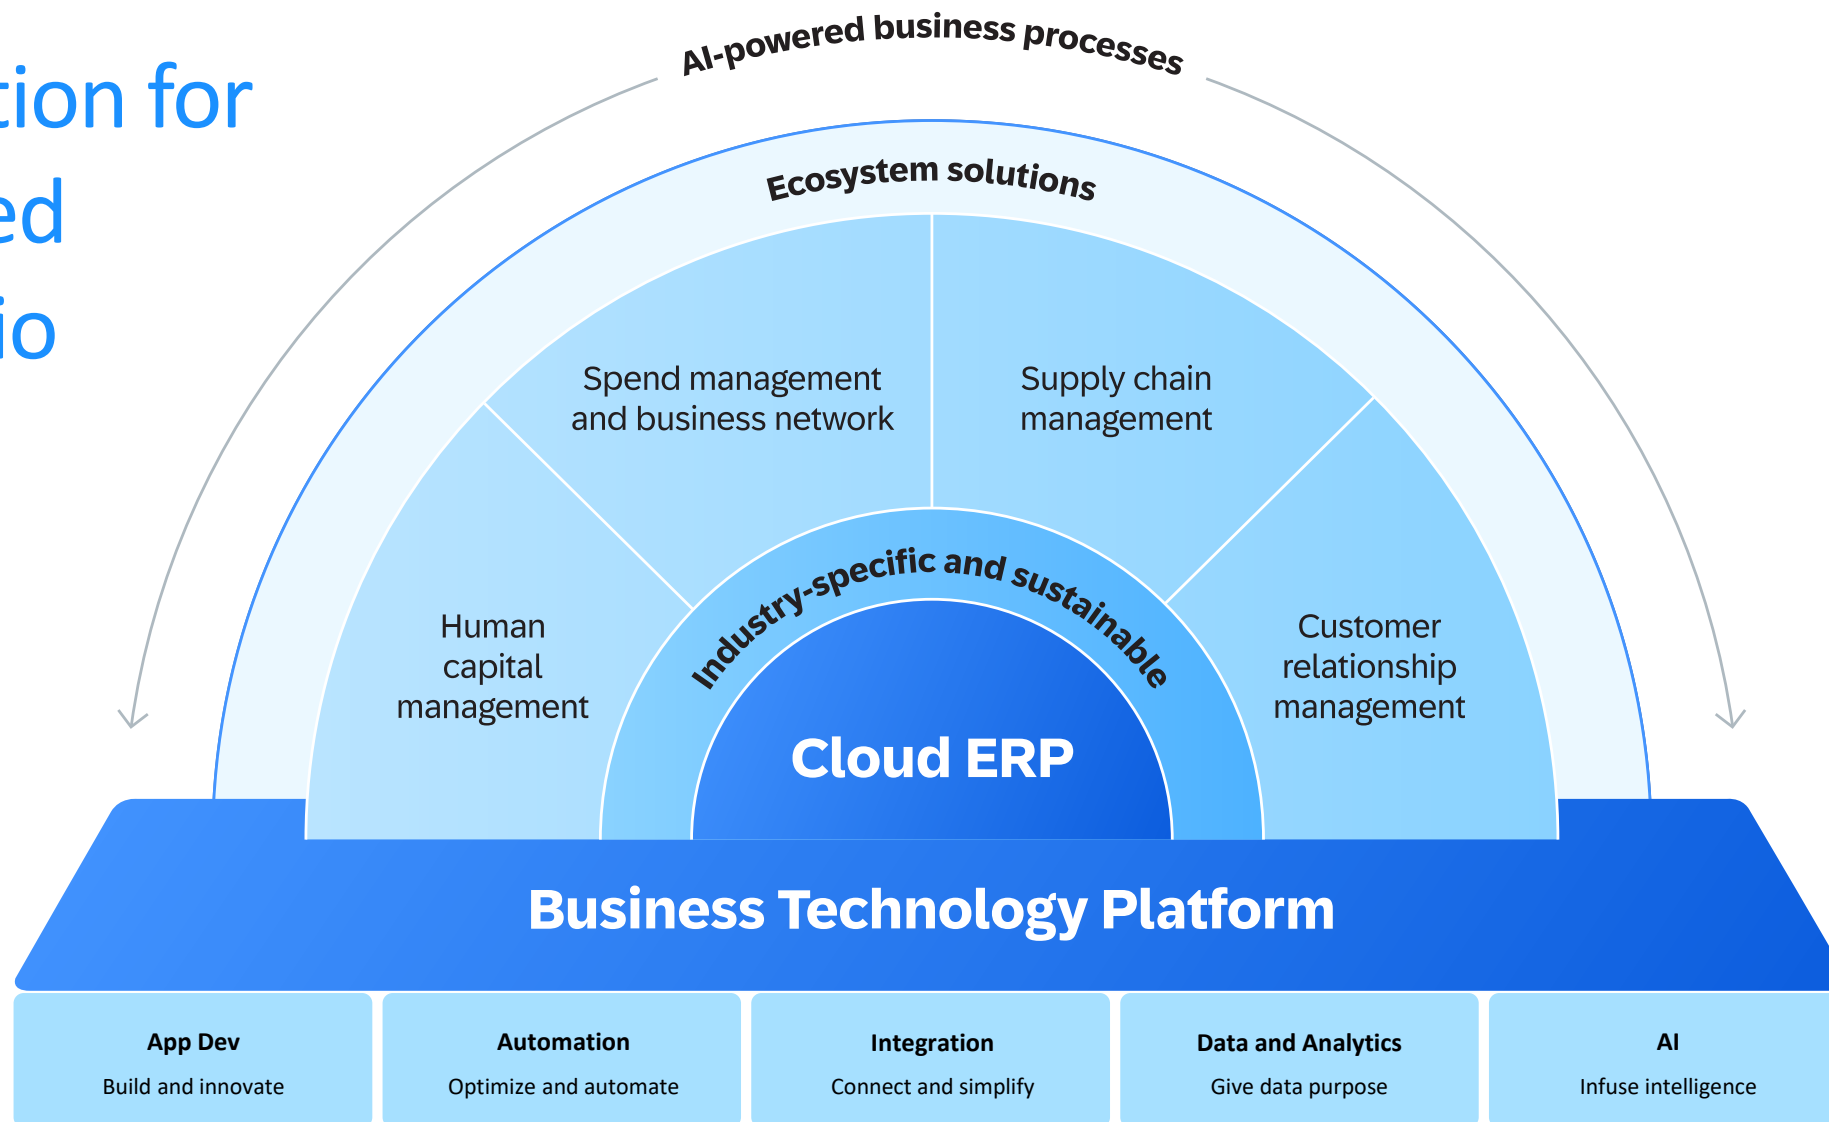 tion for
ed
io
AI-powered business processes
Ecosystem solutions
Spend management
and business network
Supply chain
management
Human
capital
management
Industry-specific and sustainable
Customer
relationship
management
Cloud ERP
Business Technology Platform
App Dev
Build and innovate
Automation
Optimize and automate
Integration
Connect and simplify
Data and Analytics
Give data purpose
AI
Infuse intelligence